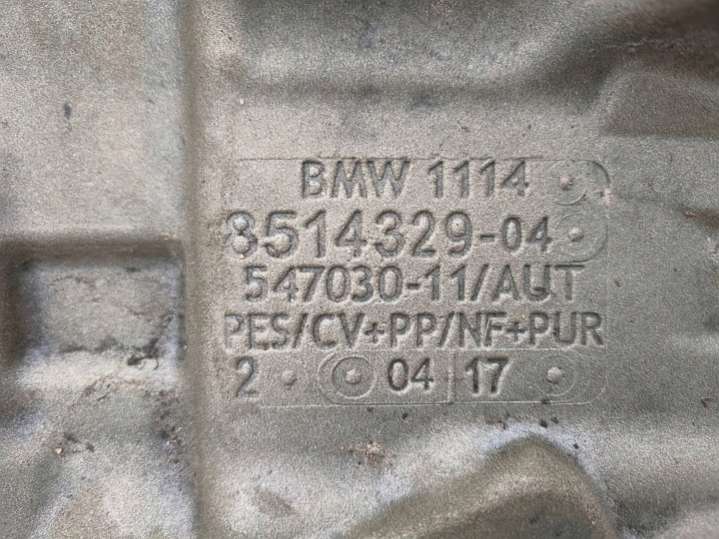 BMW 1114
8514329-04
547030-11/AUT
PES/CV+PP/NF+PUR
2 04 17